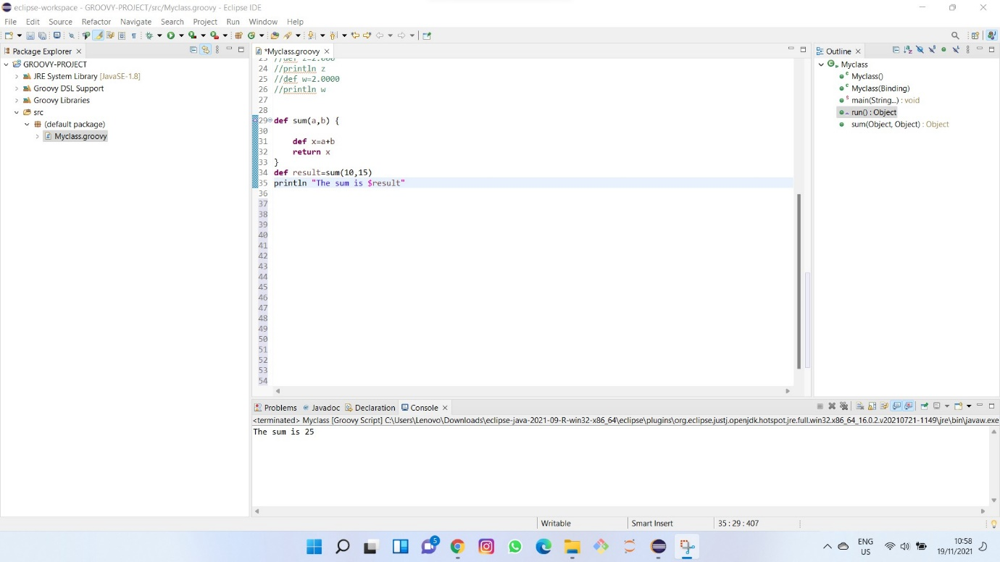 eclipse-workspace - GROOVY-PROJECT/src/Myclass.groovy - Eclipse IDE
File Edit Source Refactor Navigate Search Project Run Window Help
Package Explorer
GROOVY-PROJECT
JRE System Library [JavaSE-1.8]
Groovy DSL Support
Groovy Libraries
src
(default package)
Myclass.groovy
*Myclass.groovy
23 //def z=2.000
24 //println z
25 //def w=2.0000
26 //println w
27
28
29 def sum(a,b) {
30
31 def x=a+b
32 return x
33 }
34 def result=sum(10,15)
35 println "The sum is $result"
36
37
38
39
40
41
42
43
44
45
46
47
48
49
50
51
52
53
54
Outline
Myclass
Myclass()
Myclass(Binding)
main(String...) : void
run() : Object
sum(Object, Object) : Object
Problems @ Javadoc Declaration Console
<terminated> Myclass [Groovy Script] C:\Users\Lenovo\Downloads\eclipse-java-2021-09-R-win32-x86_64\eclipse\plugins\org.eclipse.justj.openjdk.hotspot.jre.full.win32.x86_64_16.0.2.v20210721-1149\jre\bin\javaw.exe
The sum is 25
Writable Smart Insert 35 : 29 : 407
5
ENG
US
10:58
19/11/2021